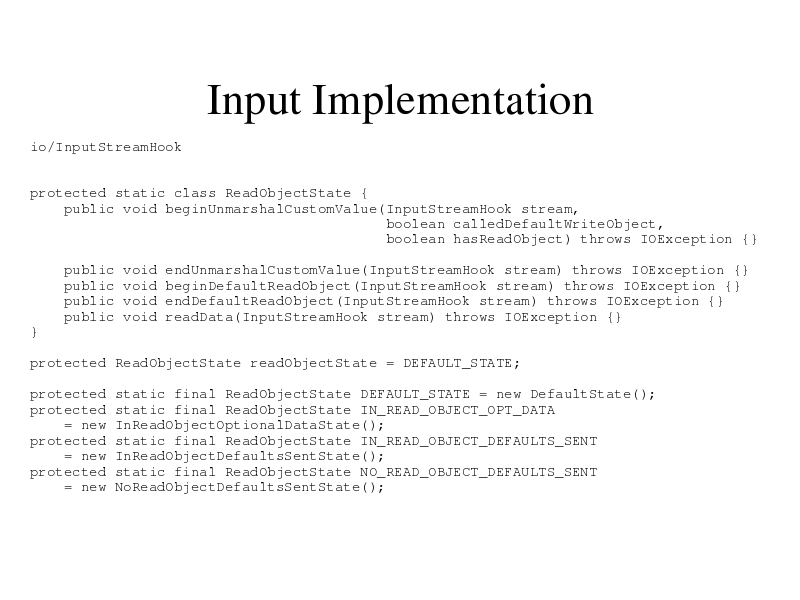 Input Implementation
io/InputStreamHook
protected static class ReadObjectState {
    public void beginUnmarshalCustomValue(InputStreamHook stream,
                                          boolean calledDefaultWriteObject,
                                          boolean hasReadObject) throws IOException {}
    public void endUnmarshalCustomValue(InputStreamHook stream) throws IOException {}
    public void beginDefaultReadObject(InputStreamHook stream) throws IOException {}
    public void endDefaultReadObject(InputStreamHook stream) throws IOException {}
    public void readData(InputStreamHook stream) throws IOException {}
}
protected ReadObjectState readObjectState = DEFAULT_STATE;
protected static final ReadObjectState DEFAULT_STATE = new DefaultState();
protected static final ReadObjectState IN_READ_OBJECT_OPT_DATA
    = new InReadObjectOptionalDataState();
protected static final ReadObjectState IN_READ_OBJECT_DEFAULTS_SENT
    = new InReadObjectDefaultsSentState();
protected static final ReadObjectState NO_READ_OBJECT_DEFAULTS_SENT
    = new NoReadObjectDefaultsSentState();